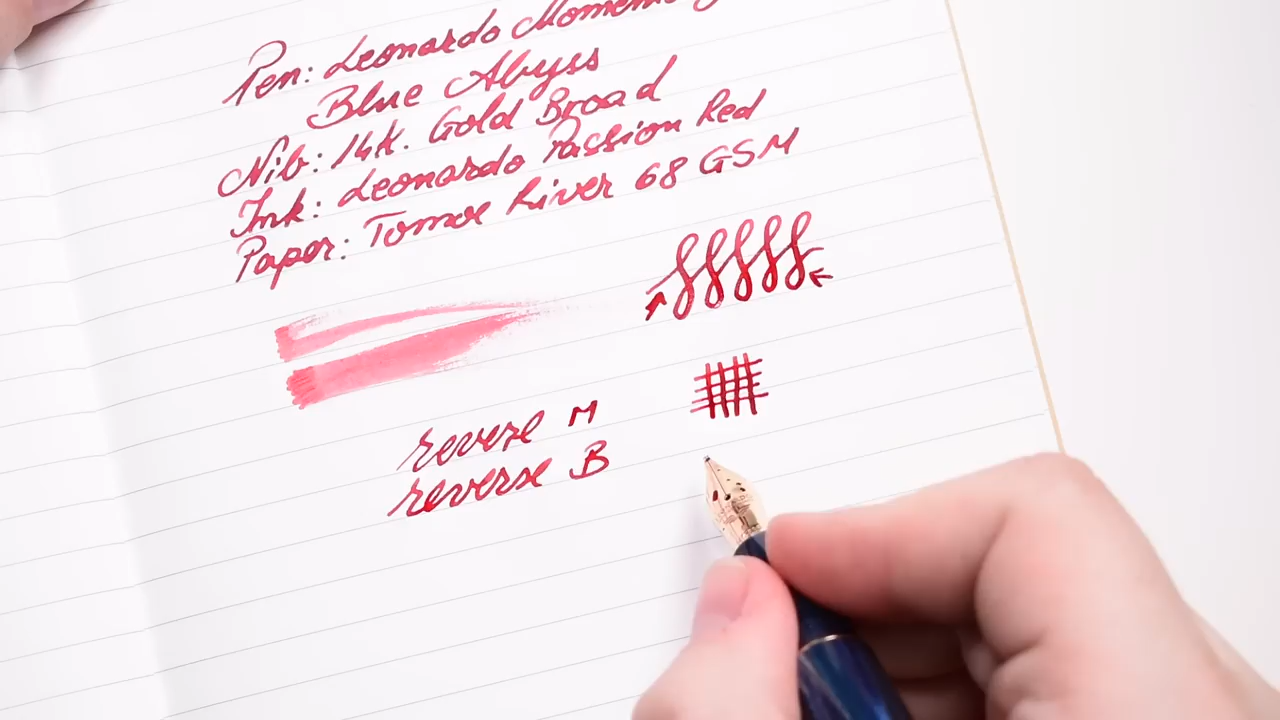 Pen: Leonardo Momento
Blue Abyss
Nib: 14k. Gold Broad
Ink: Leonardo Passion Red
Paper: Tomoe River 68 GSM
reverse M
reverse B